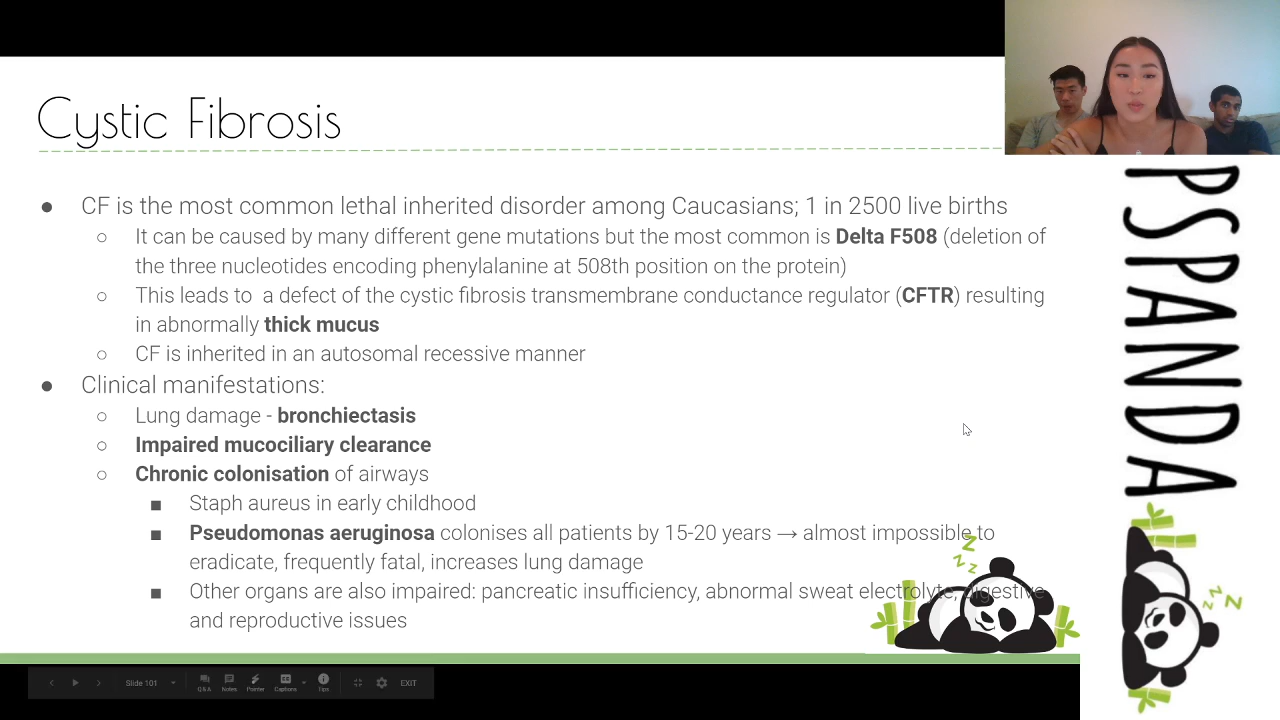 Cystic Fibrosis
● CF is the most common lethal inherited disorder among Caucasians; 1 in 2500 live births
○ It can be caused by many different gene mutations but the most common is Delta F508 (deletion of
the three nucleotides encoding phenylalanine at 508th position on the protein)
○ This leads to  a defect of the cystic fibrosis transmembrane conductance regulator (CFTR) resulting
in abnormally thick mucus
○ CF is inherited in an autosomal recessive manner
● Clinical manifestations:
○ Lung damage - bronchiectasis
○ Impaired mucociliary clearance
○ Chronic colonisation of airways
■ Staph aureus in early childhood
■ Pseudomonas aeruginosa colonises all patients by 15-20 years → almost impossible to
eradicate, frequently fatal, increases lung damage
■ Other organs are also impaired: pancreatic insufficiency, abnormal sweat electrolyte, digestive
and reproductive issues
z z z
PSPANDA
z z z
Slide 101
Q&A Notes Pointer Captions Tips EXIT